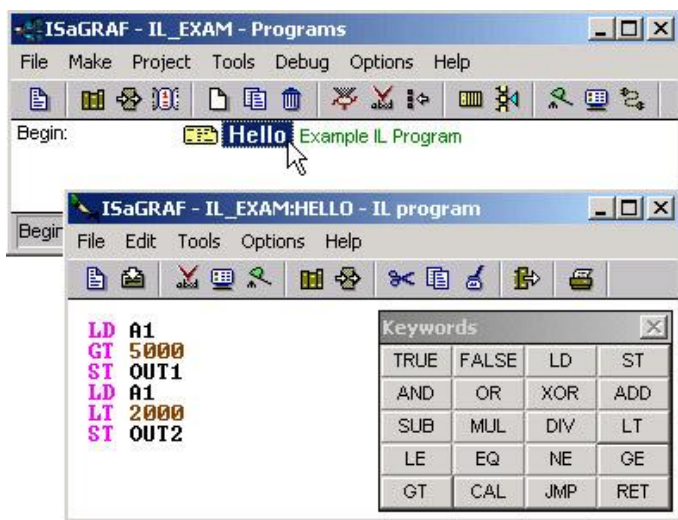 ISaGRAF - IL_EXAM - Programs
File Make Project Tools Debug Options Help
Begin: Hello Example IL Program
Begin
ISaGRAF - IL_EXAM:HELLO - IL program
File Edit Tools Options Help
LD A1
GT 5000
ST OUT1
LD A1
LT 2000
ST OUT2
Keywords
TRUE FALSE LD ST
AND OR XOR ADD
SUB MUL DIV LT
LE EQ NE GE
GT CAL JMP RET